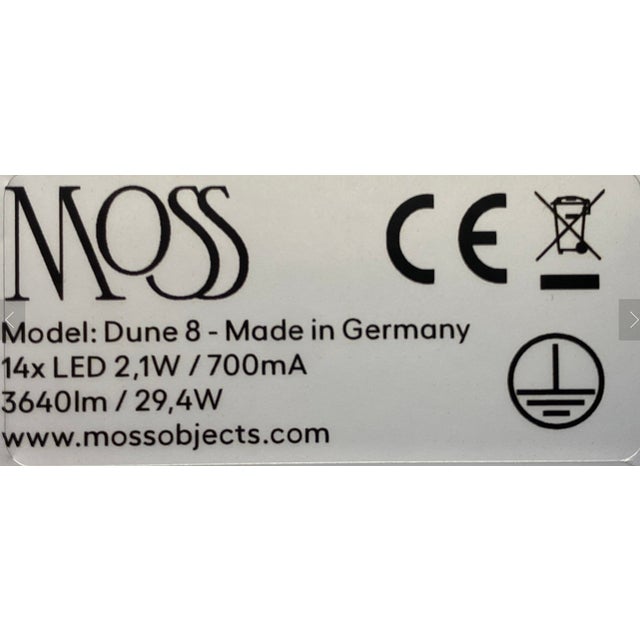 MOSS
CE
Model: Dune 8 - Made in Germany
14x LED 2,1W / 700mA
3640lm / 29,4W
www.mossobjects.com